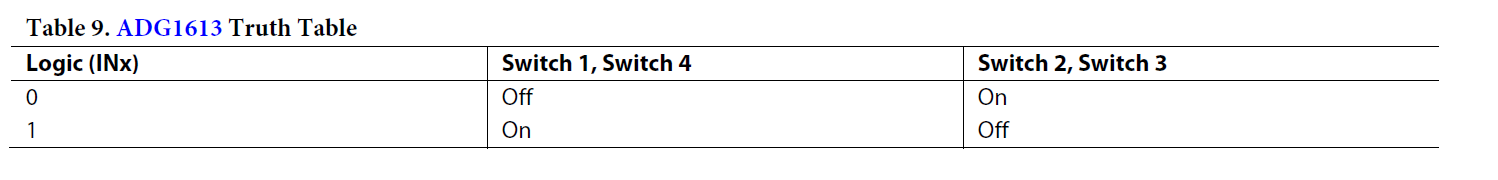 Table 9. ADG1613 Truth Table
Logic (INx) Switch 1, Switch 4 Switch 2, Switch 3
0 Off On
1 On Off